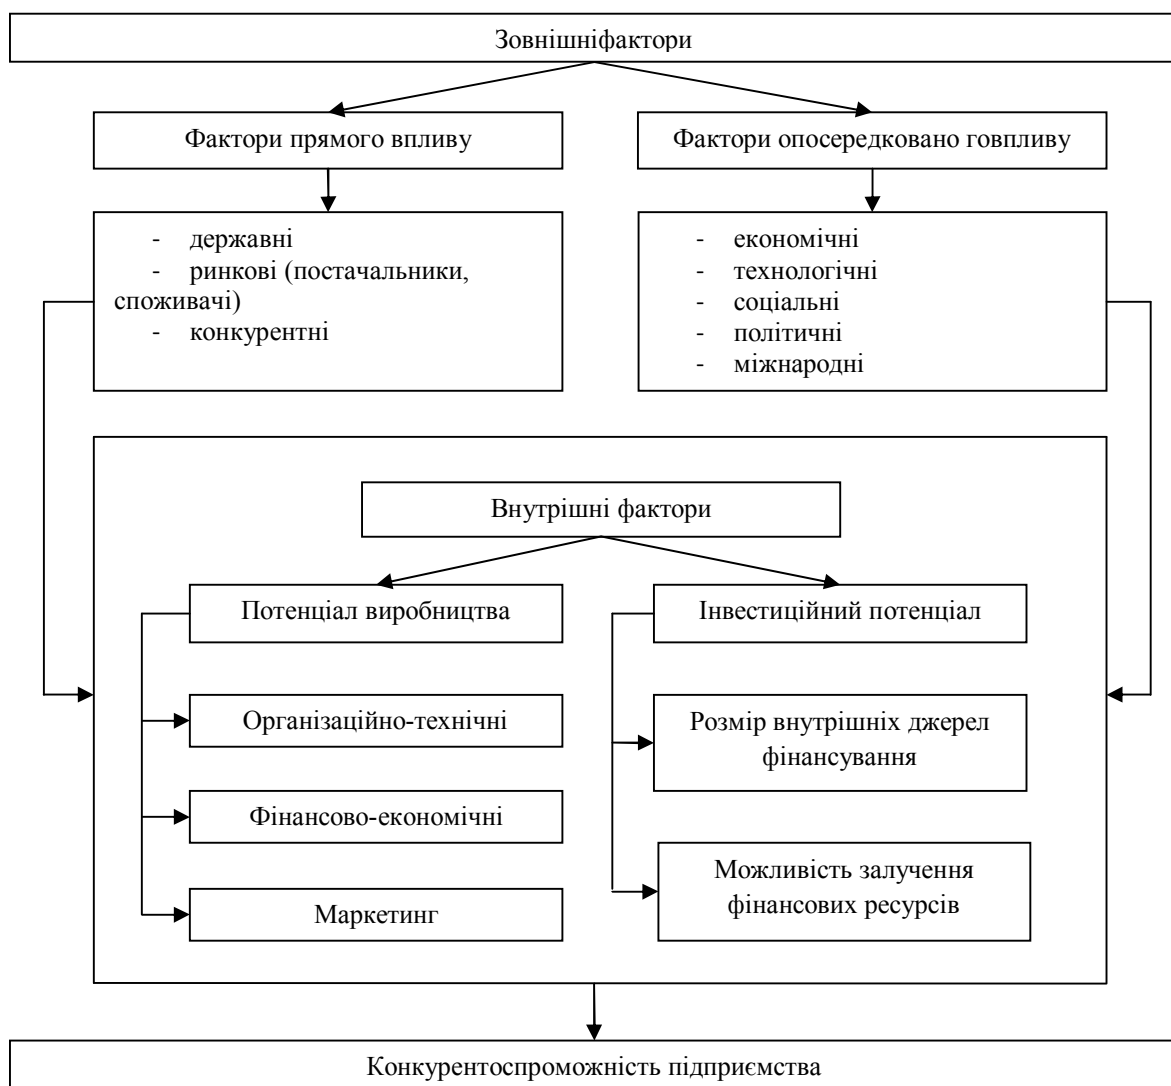 Зовнішніфактори
Фактори прямого впливу
Фактори опосередковано говпливу
- державні
- ринкові (постачальники,
споживачі)
- конкурентні
- економічні
- технологічні
- соціальні
- політичні
- міжнародні
Внутрішні фактори
Потенціал виробництва
Інвестиційний потенціал
Організаційно-технічні
Розмір внутрішніх джерел
фінансування
Фінансово-економічні
Можливість залучення
фінансових ресурсів
Маркетинг
Конкурентоспроможність підприємства